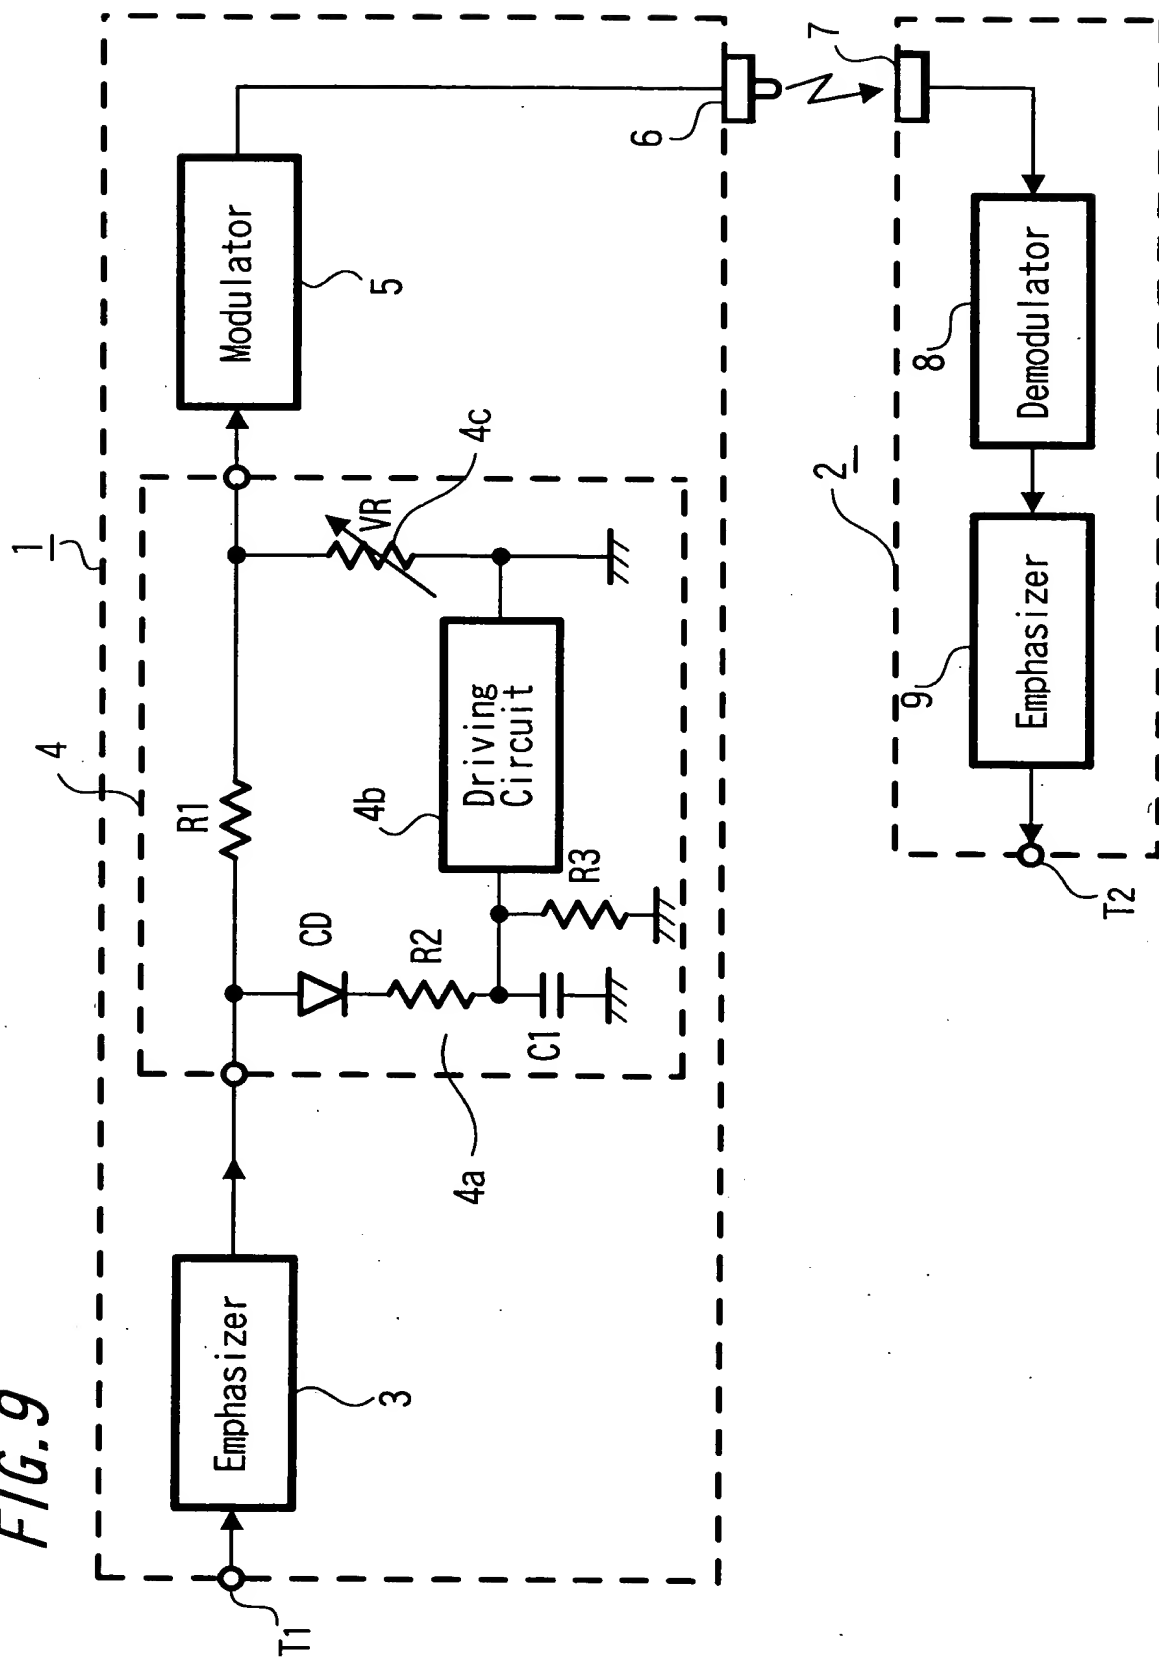 FIG.9
1
4
T1
Emphasizer
3
R1
CD
R2
4a
C1
R3
4b
Driving
Circuit
VR
4c
Modulator
5
6
7
2
8
Demodulator
9
Emphasizer
T2